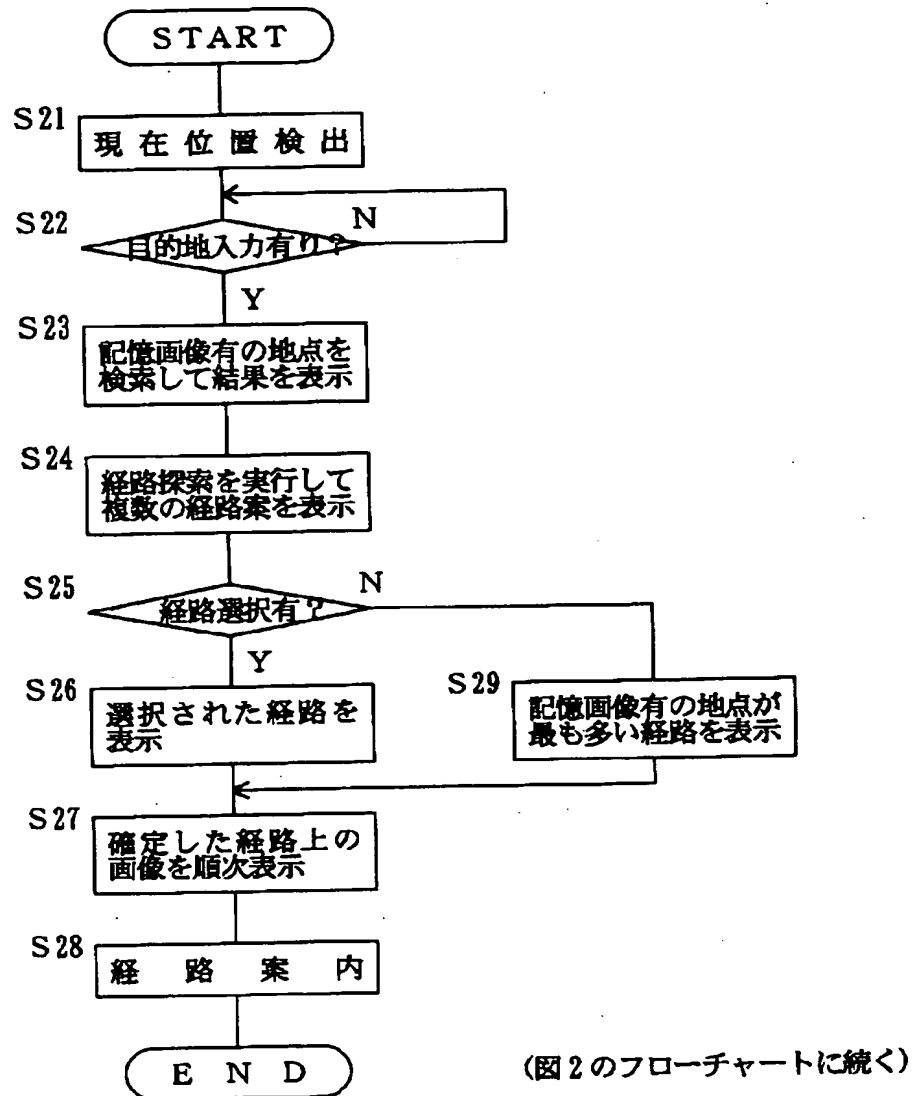 START
S21
現在位置検出
S22
目的地入力有り?
N
Y
S23
記憶画像有の地点を
検索して結果を表示
S24
経路探索を実行して
複数の経路案を表示
S25
経路選択有?
N
Y
S26
選択された経路を
表示
S29
記憶画像有の地点が
最も多い経路を表示
S27
確定した経路上の
画像を順次表示
S28
経路案内
END
(図2のフローチャートに続く)